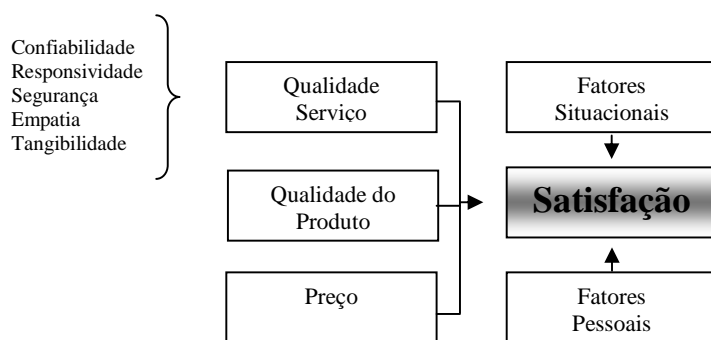 Confiabilidade
Responsividade
Segurança
Empatia
Tangibilidade
Qualidade
Serviço
Qualidade do
Produto
Preço
Fatores
Situacionais
Satisfação
Fatores
Pessoais